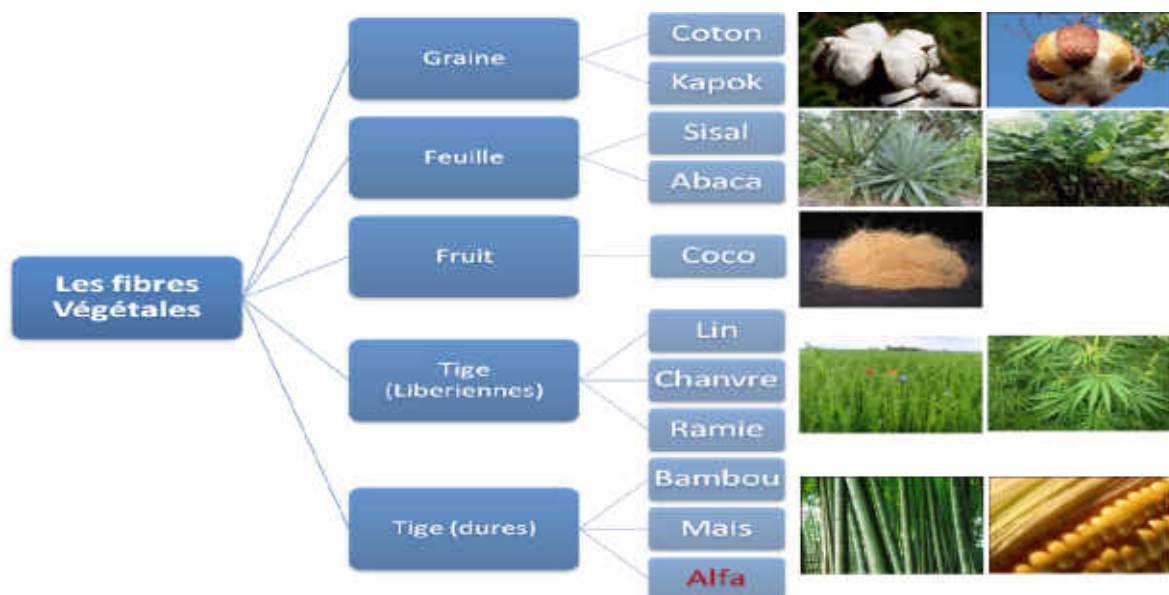 Les fibres
Végétales
Graine
Coton
Kapok
Feuille
Sisal
Abaca
Fruit
Coco
Tige
(Liberiennes)
Lin
Chanvre
Ramie
Tige (dures)
Bambou
Mais
Alfa